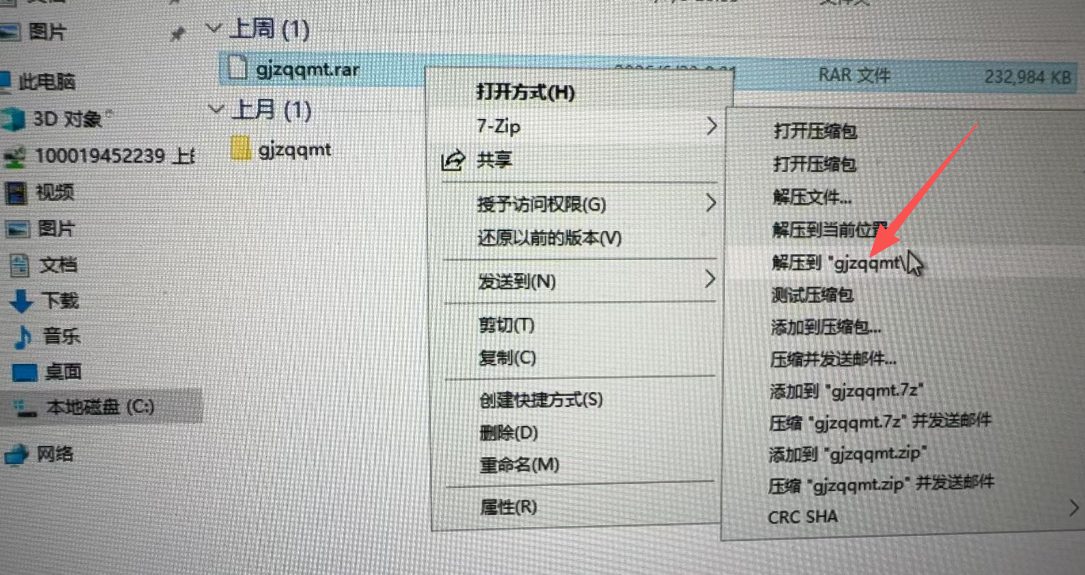 图片
此电脑
3D 对象
100019452239 上的
视频
图片
文档
下载
音乐
桌面
本地磁盘 (C:)
网络
上周 (1)
gjzqqmt.rar
RAR 文件
232,984 KB
上月 (1)
gjzqqmt
打开方式(H)
7-Zip
共享
授予访问权限(G)
还原以前的版本(V)
发送到(N)
剪切(T)
复制(C)
创建快捷方式(S)
删除(D)
重命名(M)
属性(R)
打开压缩包
打开压缩包
解压文件...
解压到当前位置
解压到 "gjzqqmt\
测试压缩包
添加到压缩包...
压缩并发送邮件...
添加到 "gjzqqmt.7z"
压缩 "gjzqqmt.7z" 并发送邮件
添加到 "gjzqqmt.zip"
压缩 "gjzqqmt.zip" 并发送邮件
CRC SHA